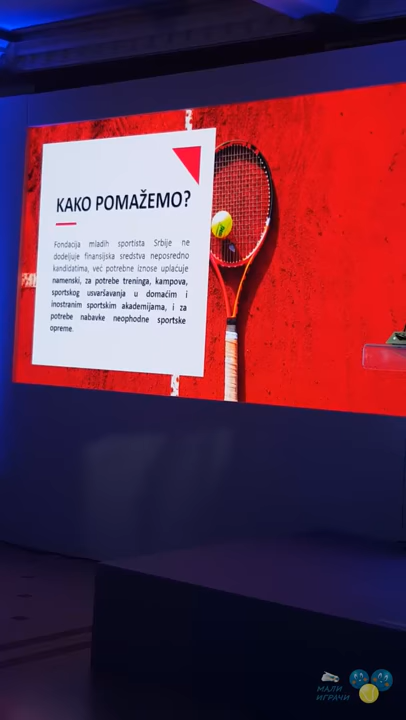 KAKO POMAŽEMO?
Fondacija mladih sportista Srbije ne
dodeljuje finansijska sredstva neposredno
kandidatima, već potrebne iznose uplaćuje
namenski, za potrebe treninga, kampova,
sportskog usvaršavanja u domaćim i
inostranim sportskim akademijama, i za
potrebe nabavke neophodne sportske
opreme.
МАЛИ
ИГРАЧИ